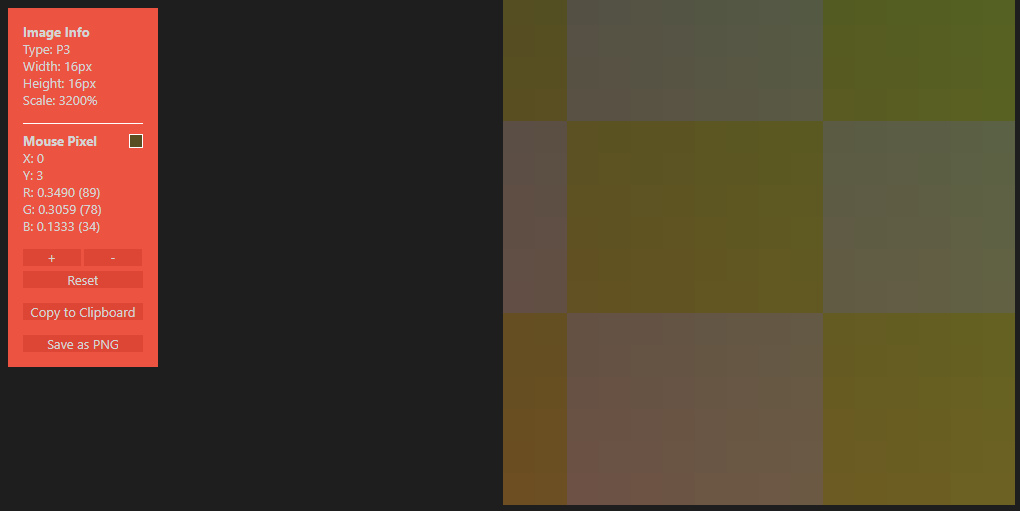 Image Info
Type: P3
Width: 16px
Height: 16px
Scale: 3200%
Mouse Pixel
X: 0
Y: 3
R: 0.3490 (89)
G: 0.3059 (78)
B: 0.1333 (34)
+ -
Reset
Copy to Clipboard
Save as PNG